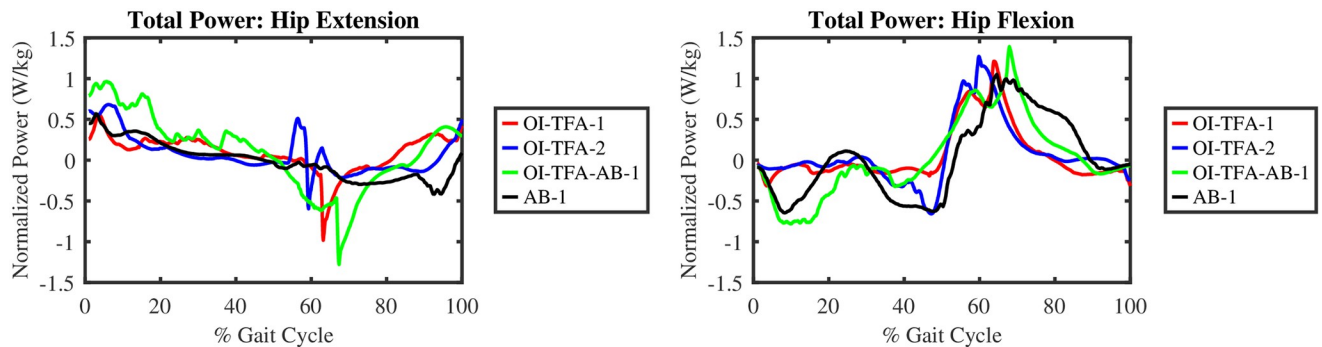 Total Power: Hip Extension
Normalized Power (W/kg)
1.5
1
0.5
0
-0.5
-1
-1.5
0 20 40 60 80 100
% Gait Cycle
OI-TFA-1
OI-TFA-2
OI-TFA-AB-1
AB-1
Total Power: Hip Flexion
Normalized Power (W/kg)
1.5
1
0.5
0
-0.5
-1
-1.5
0 20 40 60 80 100
% Gait Cycle
OI-TFA-1
OI-TFA-2
OI-TFA-AB-1
AB-1